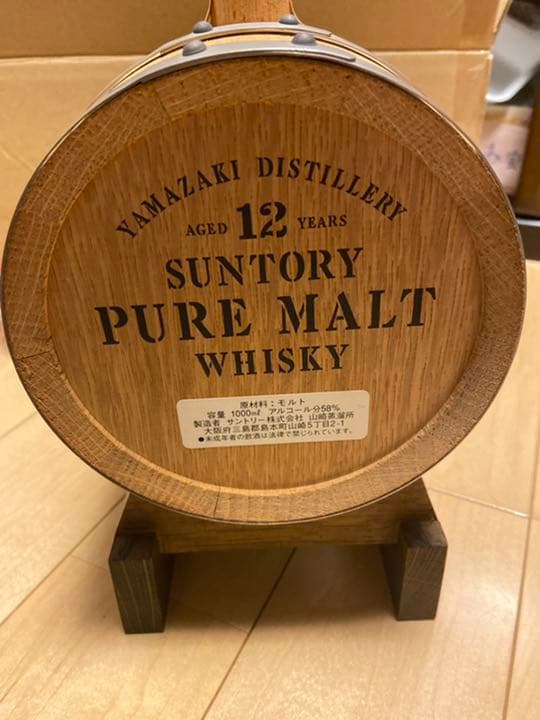 YAMAZAKI DISTILLERY
AGED 12 YEARS
SUNTORY
PURE MALT
WHISKY
原材料：モルト
容量 1000mℓ アルコール分58%
製造者 サントリー株式会社 山崎蒸溜所
大阪府三島郡島本町山崎5丁目2-1
●未成年者の飲酒は法律で禁じられています。